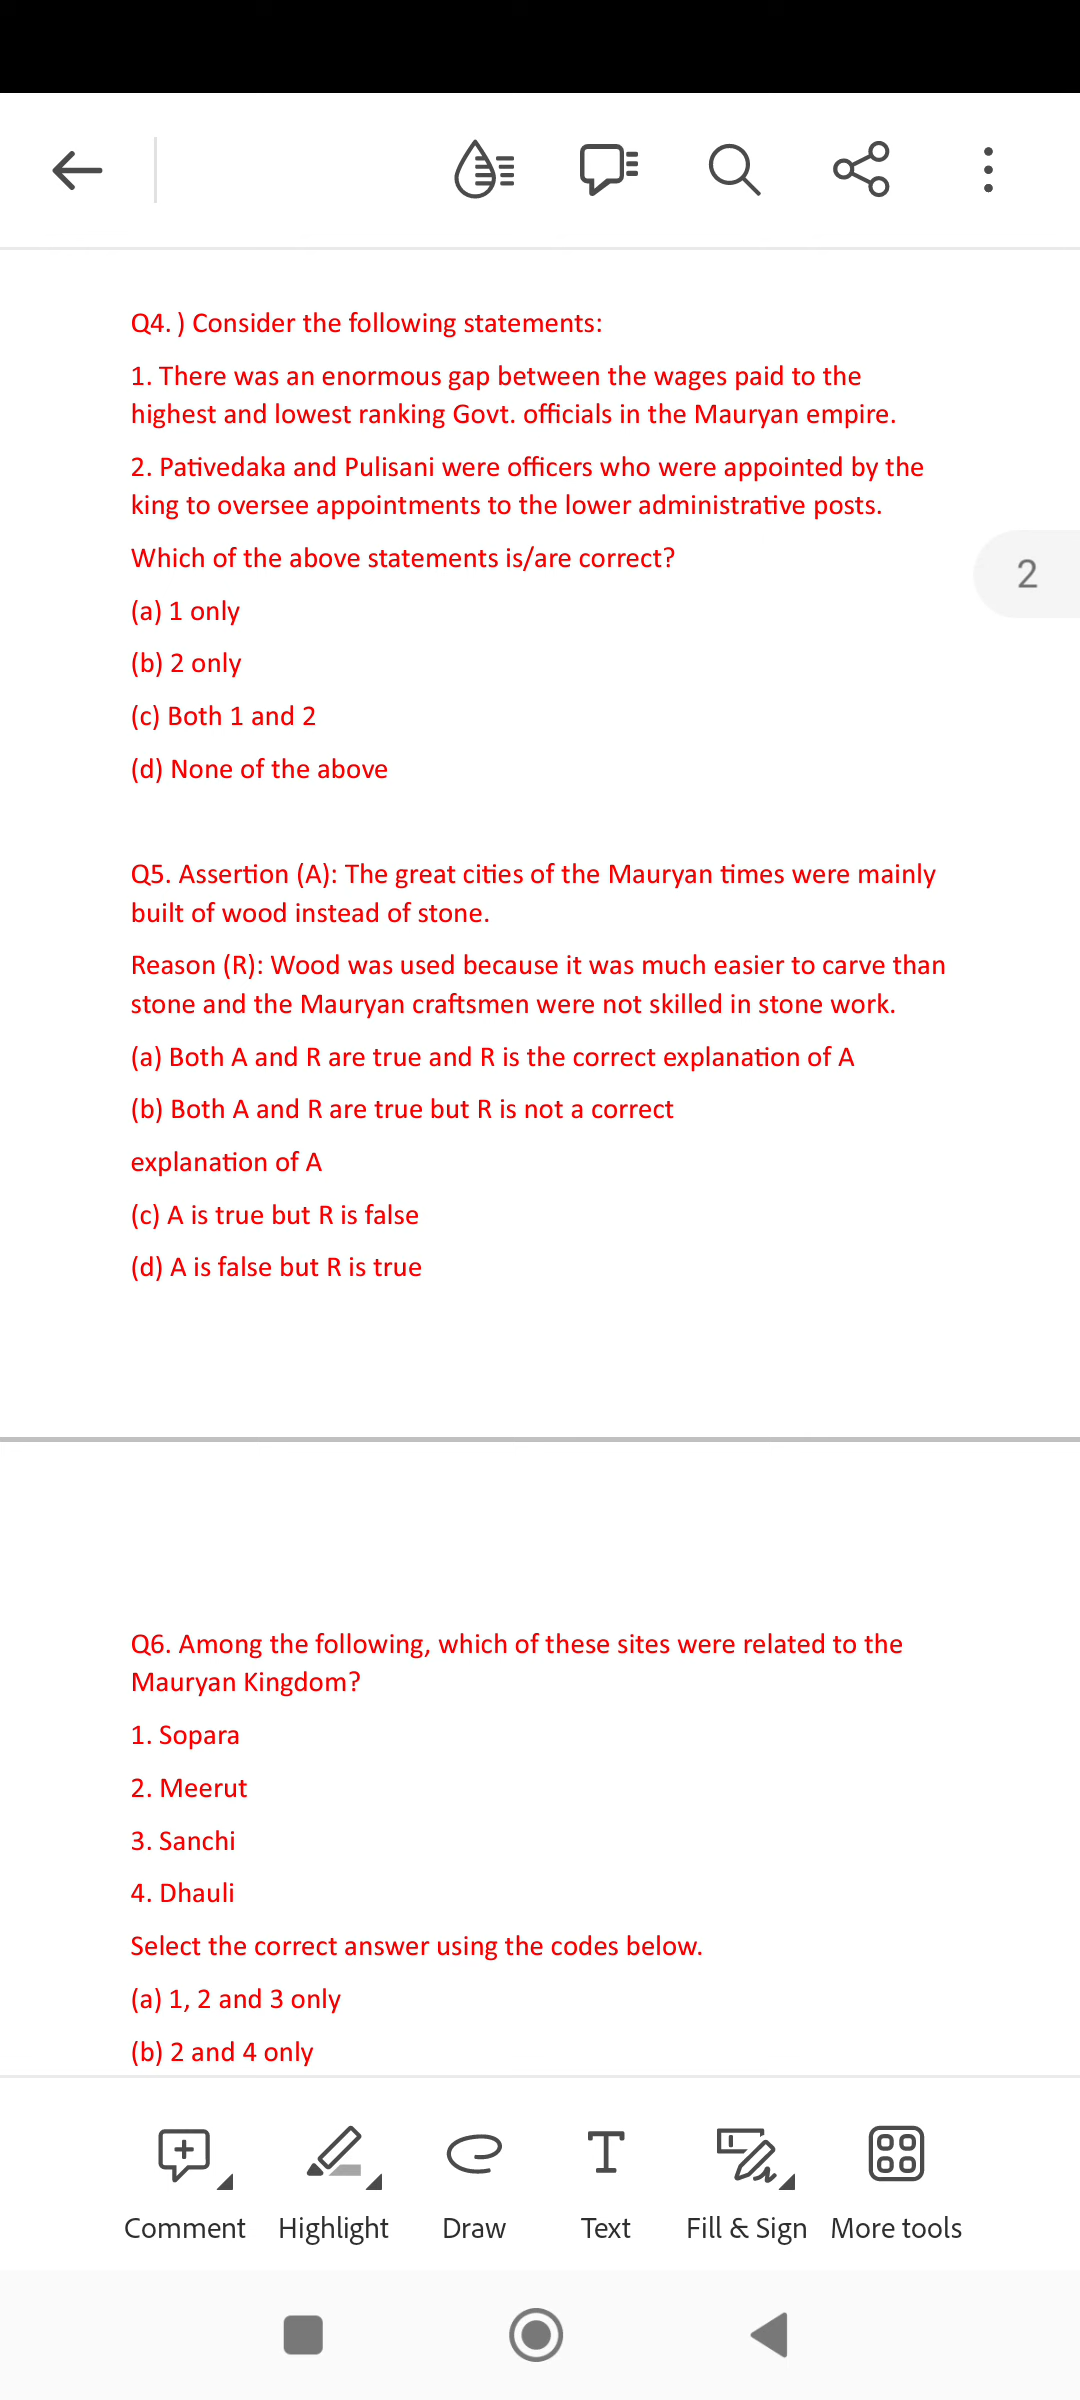 Q4. ) Consider the following statements:
1. There was an enormous gap between the wages paid to the
highest and lowest ranking Govt. officials in the Mauryan empire.
2. Pativedaka and Pulisani were officers who were appointed by the
king to oversee appointments to the lower administrative posts.
Which of the above statements is/are correct?
2
(a) 1 only
(b) 2 only
(c) Both 1 and 2
(d) None of the above
Q5. Assertion (A): The great cities of the Mauryan times were mainly
built of wood instead of stone.
Reason (R): Wood was used because it was much easier to carve than
stone and the Mauryan craftsmen were not skilled in stone work.
(a) Both A and R are true and R is the correct explanation of A
(b) Both A and R are true but R is not a correct
explanation of A
(c) A is true but R is false
(d) A is false but R is true
Q6. Among the following, which of these sites were related to the
Mauryan Kingdom?
1. Sopara
2. Meerut
3. Sanchi
4. Dhauli
Select the correct answer using the codes below.
(a) 1, 2 and 3 only
(b) 2 and 4 only
Comment Highlight Draw Text Fill & Sign More tools